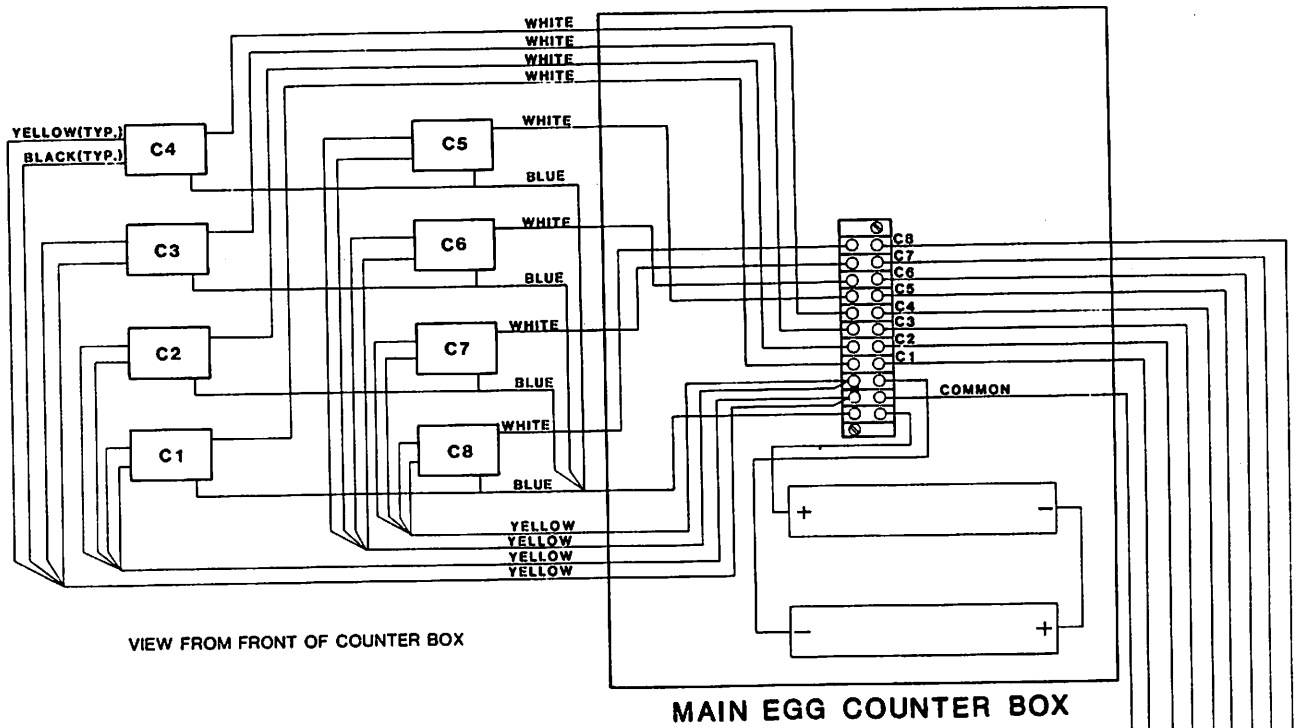 WHITE
WHITE
WHITE
WHITE
YELLOW(TYP,)
BLACK(TYP,)
C4
C5
WHITE
BLUE
C3
C6
WHITE
BLUE
C2
C7
WHITE
BLUE
C1
C8
WHITE
BLUE
YELLOW
YELLOW
YELLOW
YELLOW
C8
C7
C6
C5
C4
C3
C2
C1
COMMON
+ −
− +
VIEW FROM FRONT OF COUNTER BOX
MAIN EGG COUNTER BOX